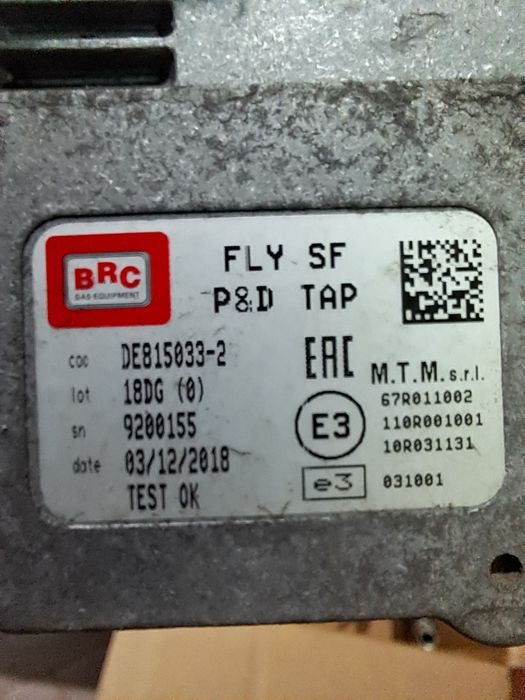 BRC
GAS EQUIPMENT
FLY SF
P&D TAP
cod DE815033-2
lot 18DG (0)
sn 9200155
date 03/12/2018
TEST OK
EAC
M.T.M. s.r.l.
67R011002
E3 110R001001
10R031131
e3 031001